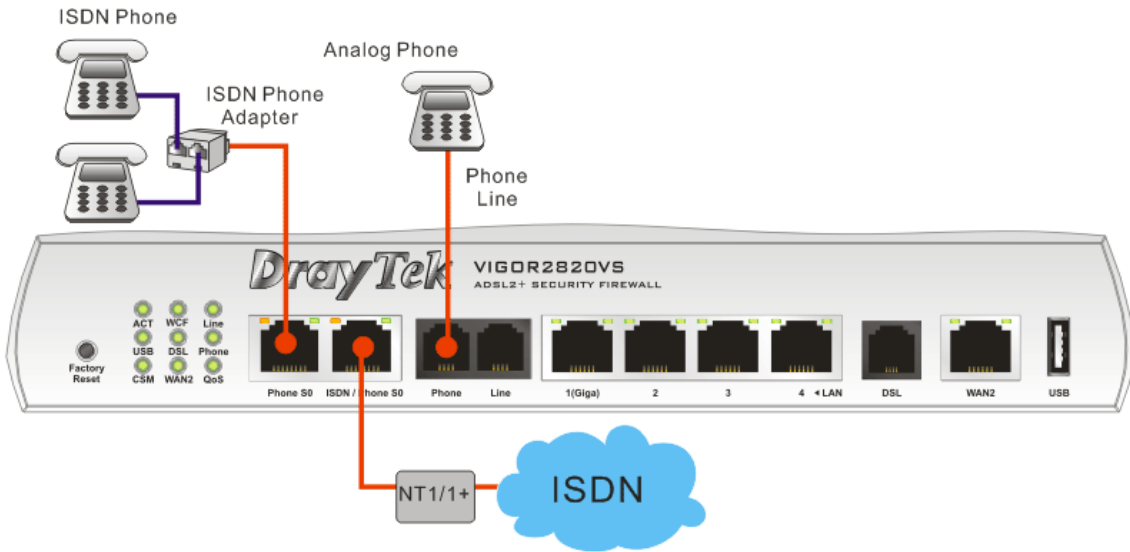 ISDN Phone
Analog Phone
ISDN Phone
Adapter
Phone
Line
DrayTek
VIGOR2820VS
ADSL2+ SECURITY FIREWALL
ACT WCF Line
USB DSL Phone
CSM WAN2 QoS
Factory
Reset
Phone S0 ISDN / Phone S0 Phone Line 1(Giga) 2 3 4 ◄LAN DSL WAN2 USB
NT1/1+
ISDN